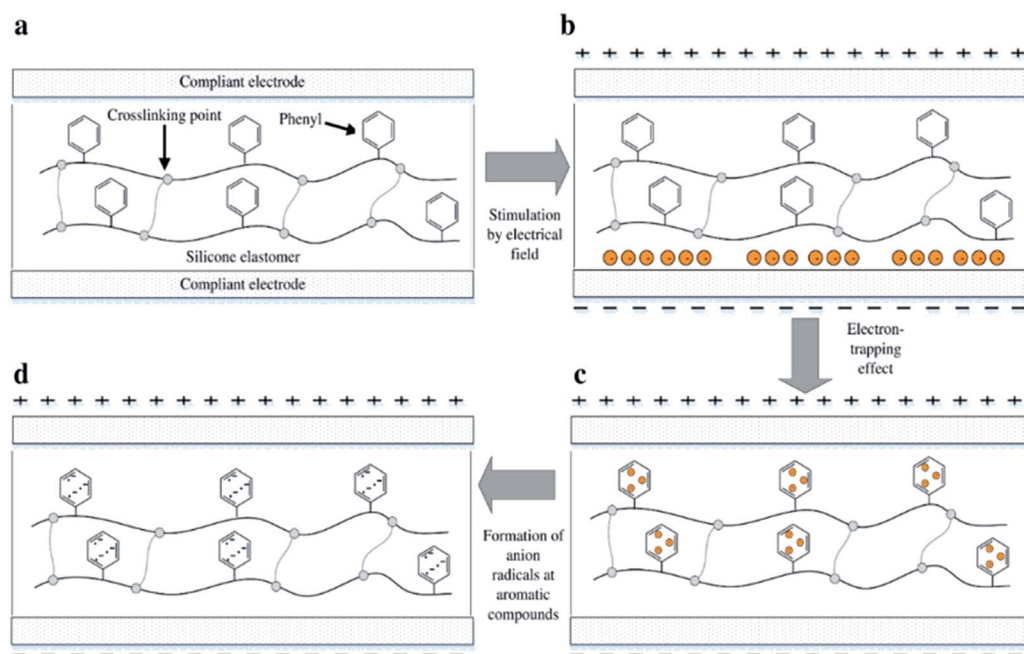 a
Compliant electrode
Crosslinking point
Phenyl
Silicone elastomer
Compliant electrode
Stimulation
by electrical
field
b
+ + + + + + + + + + + + + + + +
− − − − − − − − − − − − − − −
Electron-
trapping
effect
c
+ + + + + + + + + + + + + + + + +
Formation of
anion
radicals at
aromatic
compounds
d
+ + + + + + + + + + + + + + + + +